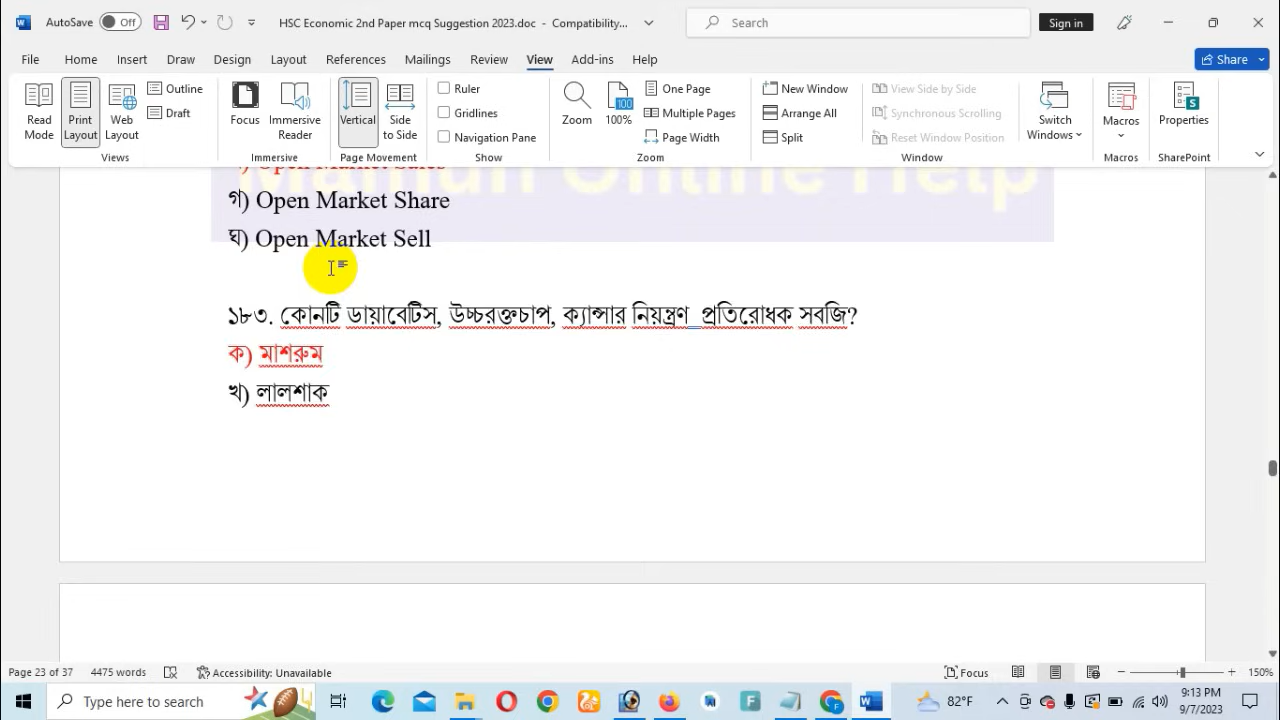 AutoSave Off HSC Economic 2nd Paper mcq Suggestion 2023.doc - Compatibility... Search Sign in
File Home Insert Draw Design Layout References Mailings Review View Add-ins Help Share
Read Mode Print Layout Web Layout Outline Draft Focus Immersive Reader Vertical Side to Side Ruler Gridlines Navigation Pane Zoom 100% One Page Multiple Pages Page Width New Window Arrange All Split View Side by Side Synchronous Scrolling Reset Window Position Switch Windows Macros Properties
Views Immersive Page Movement Show Zoom Window Macros SharePoint
Open Market Sales
Online Help
গ) Open Market Share
ঘ) Open Market Sell
১৮৩. কোনটি ডায়াবেটিস, উচ্চরক্তচাপ, ক্যান্সার নিয়ন্ত্রণ প্রতিরোধক সবজি?
ক) মাশরুম
খ) লালশাক
Page 23 of 37 4475 words Accessibility: Unavailable Focus 150%
Type here to search 82°F 9:13 PM
9/7/2023